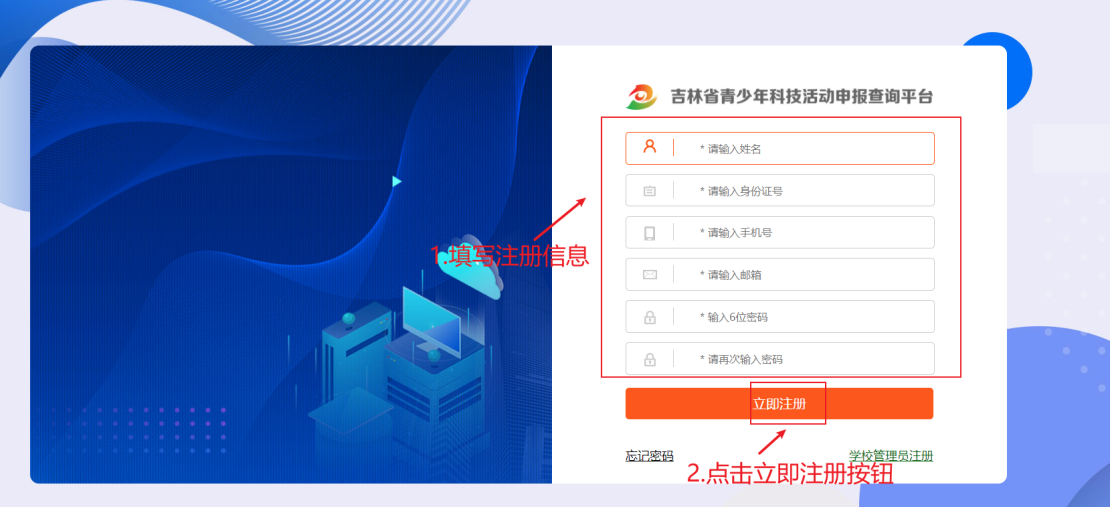 吉林省青少年科技活动申报查询平台
* 请输入姓名
* 请输入身份证号
* 请输入手机号
1.填写注册信息
* 请输入邮箱
* 输入6位密码
* 请再次输入密码
立即注册
忘记密码
学校管理员注册
2.点击立即注册按钮